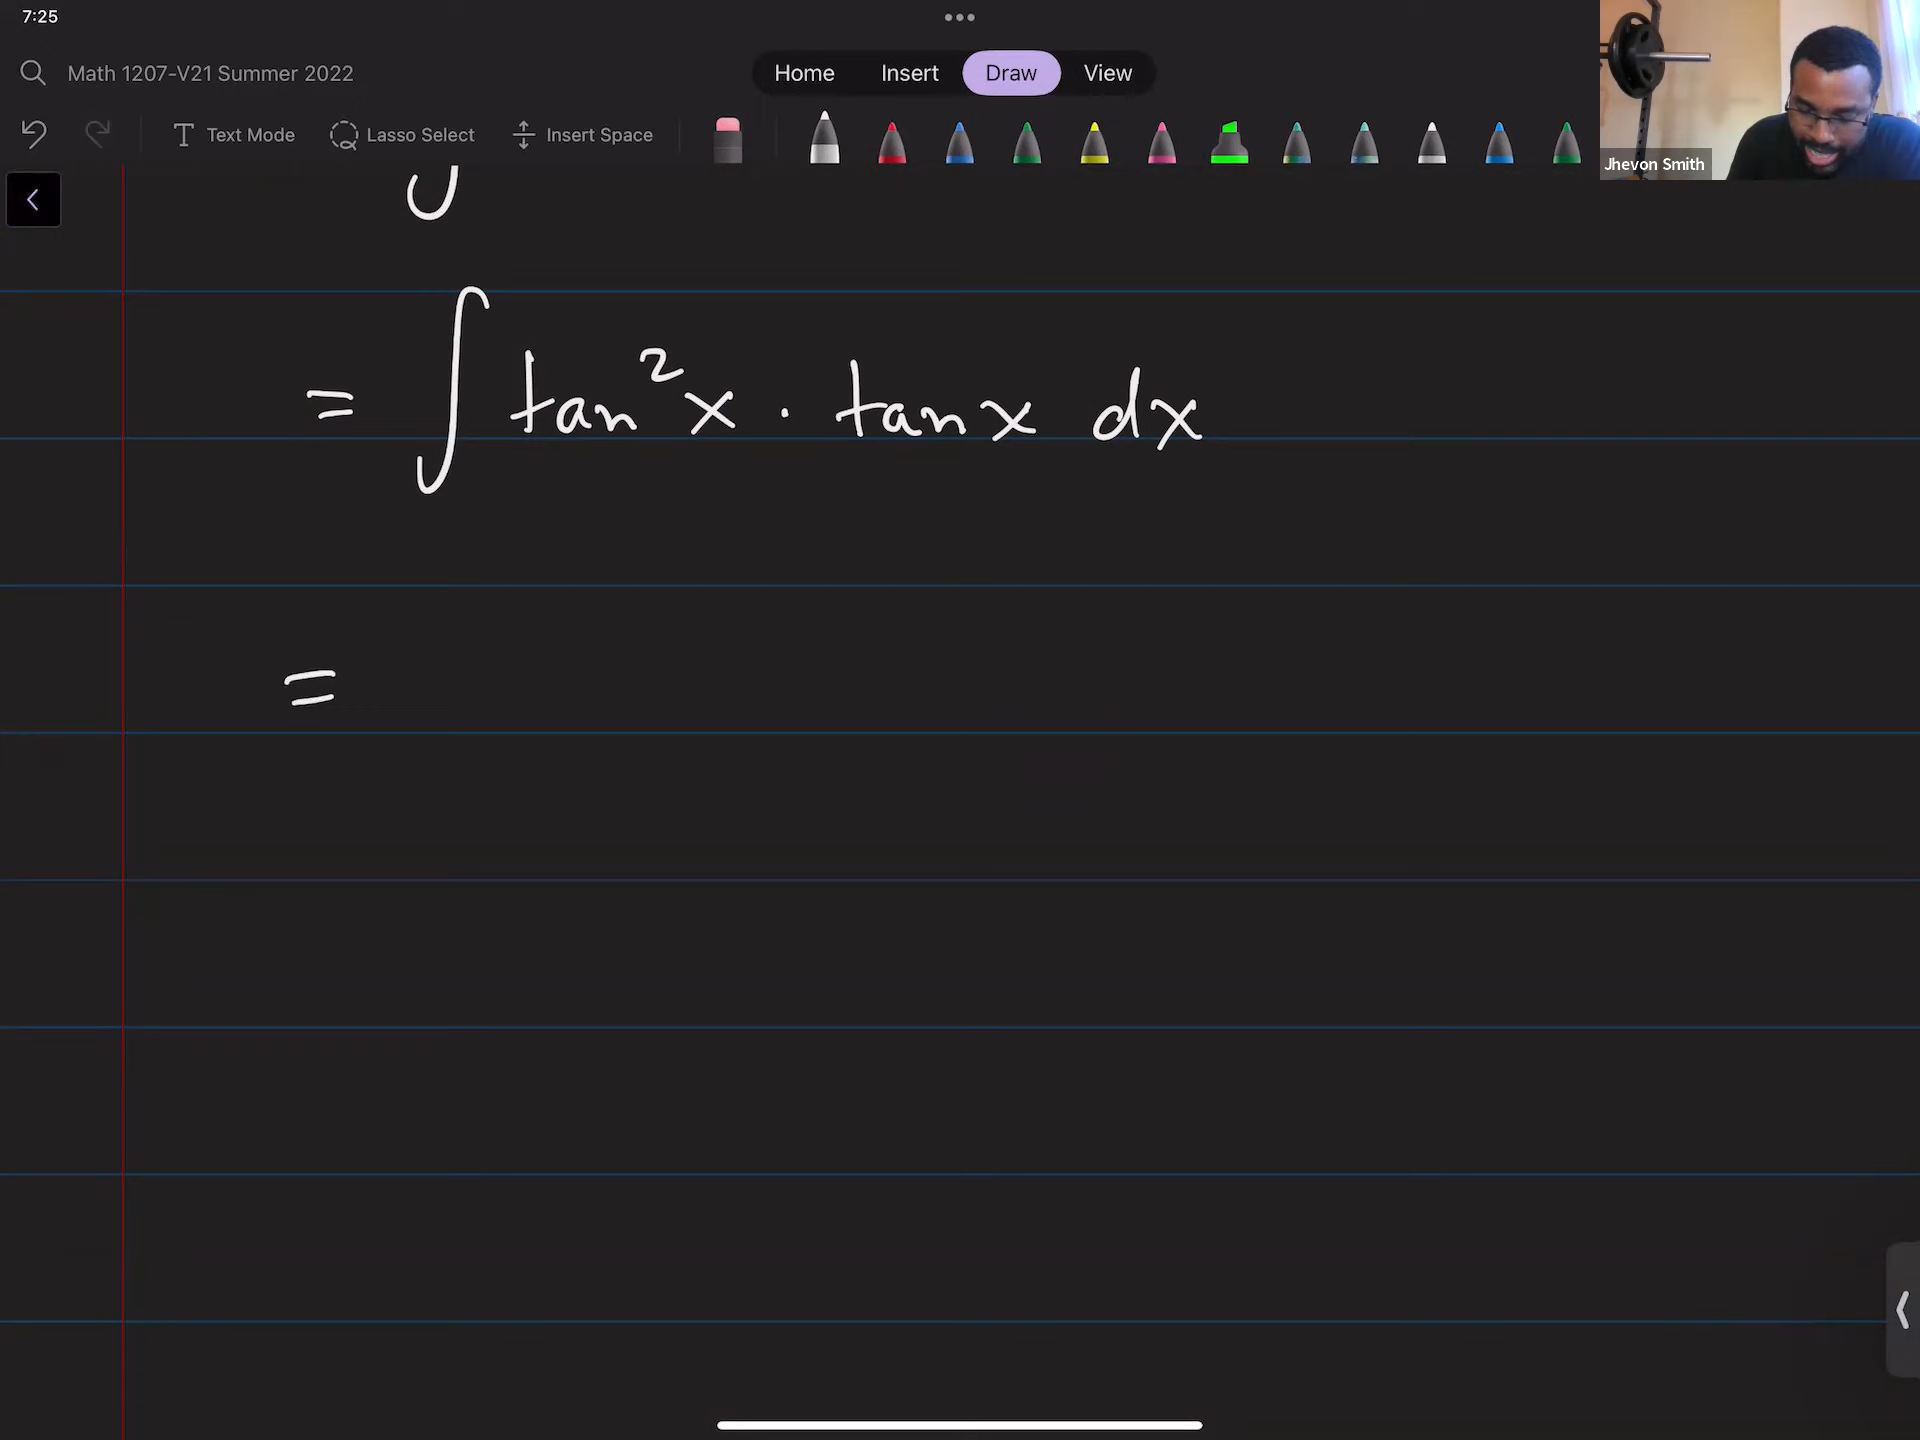 7:25
Math 1207-V21 Summer 2022
Home Insert Draw View
Text Mode Lasso Select Insert Space
Jhevon Smith
∫
= ∫ tan²x · tan x dx
=